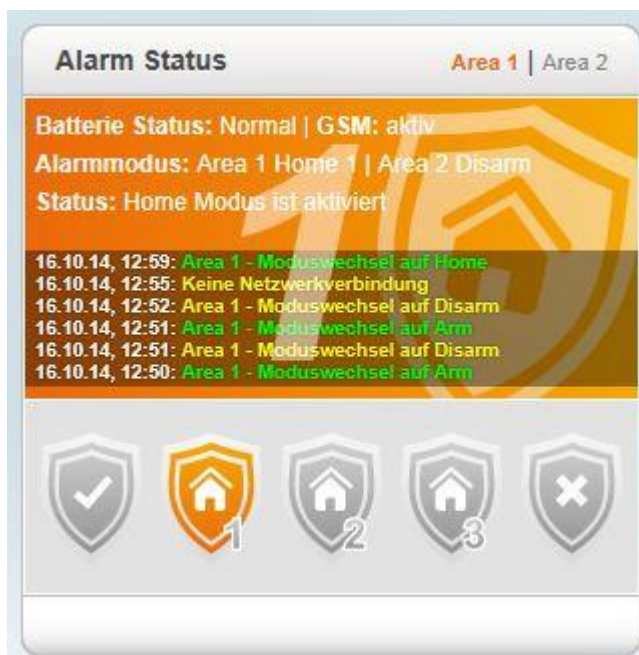 Alarm Status
Area 1 | Area 2
Batterie Status: Normal | GSM: aktiv
Alarmmodus: Area 1 Home 1 | Area 2 Disarm
Status: Home Modus ist aktiviert
1
16.10.14, 12:59: Area 1 - Moduswechsel auf Home
16.10.14, 12:55: Keine Netzwerkverbindung
16.10.14, 12:52: Area 1 - Moduswechsel auf Disarm
16.10.14, 12:51: Area 1 - Moduswechsel auf Arm
16.10.14, 12:51: Area 1 - Moduswechsel auf Disarm
16.10.14, 12:50: Area 1 - Moduswechsel auf Arm
1 2 3